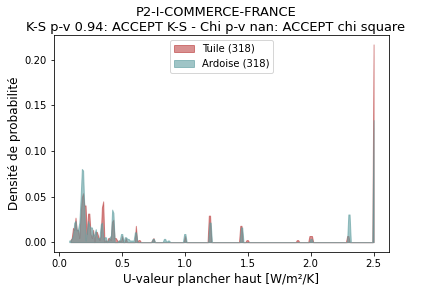 P2-I-COMMERCE-FRANCE
K-S p-v 0.94: ACCEPT K-S - Chi p-v nan: ACCEPT chi square
Tuile (318)
Ardoise (318)
Densité de probabilité
0.20
0.15
0.10
0.05
0.00
0.0 0.5 1.0 1.5 2.0 2.5
U-valeur plancher haut [W/m²/K]